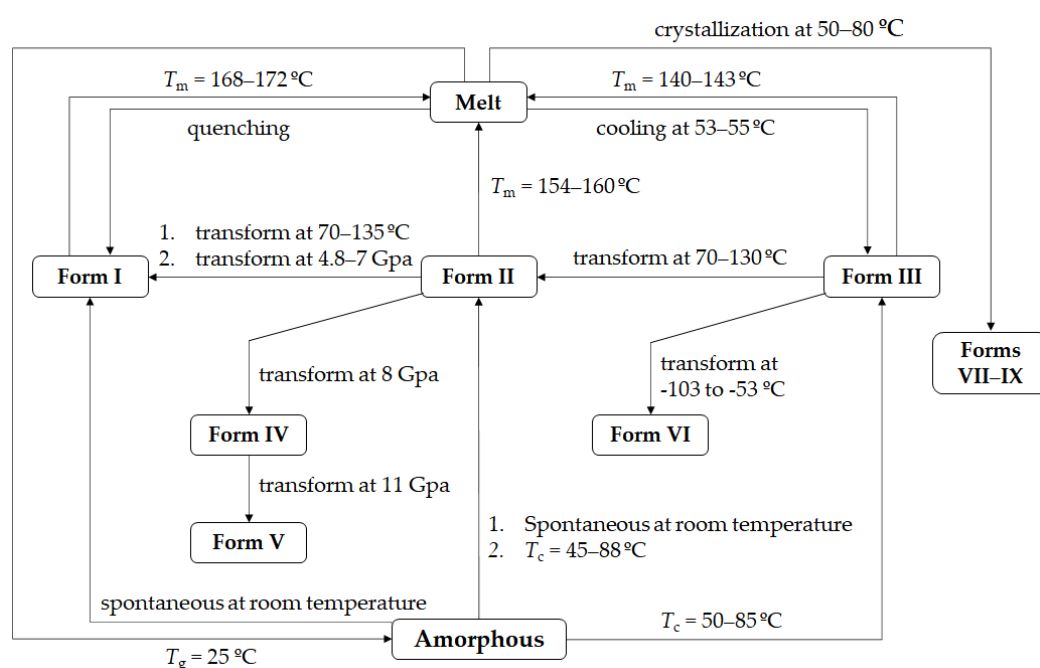 crystallization at 50–80 ºC
Tm = 168–172 ºC
Tm = 140–143 ºC
Melt
quenching
cooling at 53–55 ºC
Tm = 154–160 ºC
1. transform at 70–135 ºC
2. transform at 4.8–7 Gpa
transform at 70–130 ºC
Form I
Form II
Form III
Forms
VII–IX
transform at 8 Gpa
transform at
-103 to -53 ºC
Form IV
Form VI
transform at 11 Gpa
Form V
1. Spontaneous at room temperature
2. Tc = 45–88 ºC
spontaneous at room temperature
Tc = 50–85 ºC
Amorphous
Tg = 25 ºC